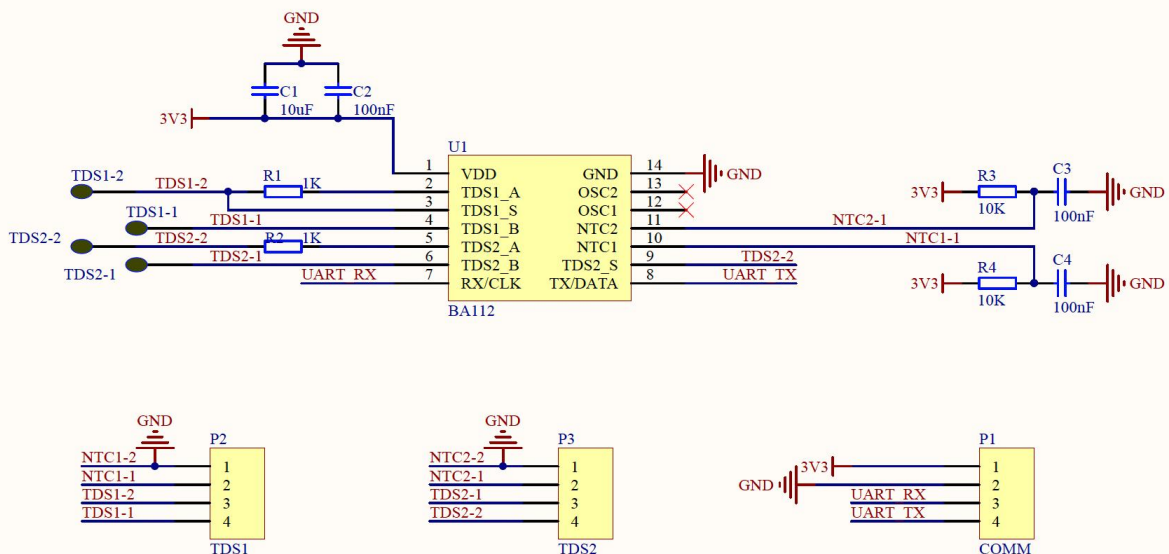 GND
C1
C2
10uF
100nF
3V3
U1
TDS1-2
TDS1-2
R1
1K
TDS1-1
TDS1-1
TDS2-2
TDS2-2
R2
1K
TDS2-1
TDS2-1
UART_RX
1 VDD GND 14
2 TDS1_A OSC2 13
3 TDS1_S OSC1 12
4 TDS1_B NTC2 11
5 TDS2_A NTC1 10
6 TDS2_B TDS2_S 9
7 RX/CLK TX/DATA 8
BA112
GND
NTC2-1
NTC1-1
TDS2-2
UART_TX
3V3
R3
10K
C3
100nF
GND
3V3
R4
10K
C4
100nF
GND
GND
P2
NTC1-2 1
NTC1-1 2
TDS1-2 3
TDS1-1 4
TDS1
GND
P3
NTC2-2 1
NTC2-1 2
TDS2-1 3
TDS2-2 4
TDS2
P1
3V3 1
GND 2
UART_RX 3
UART_TX 4
COMM